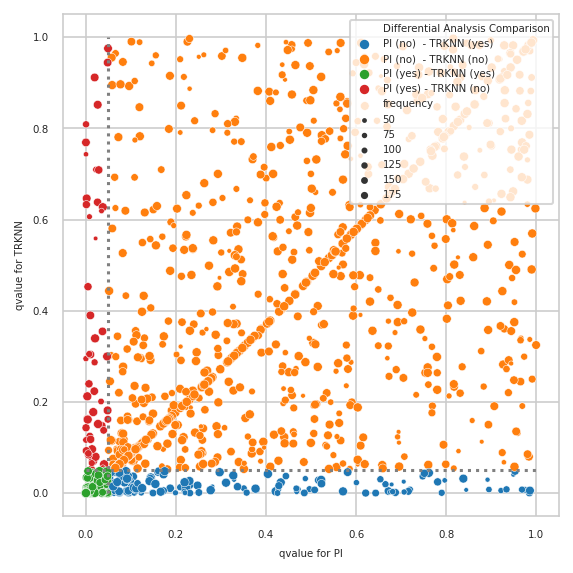 Differential Analysis Comparison
PI (no) - TRKNN (yes)
PI (no) - TRKNN (no)
PI (yes) - TRKNN (yes)
PI (yes) - TRKNN (no)
frequency
50
75
100
125
150
175
1.0
0.8
0.6
0.4
0.2
0.0
qvalue for TRKNN
0.0 0.2 0.4 0.6 0.8 1.0
qvalue for PI